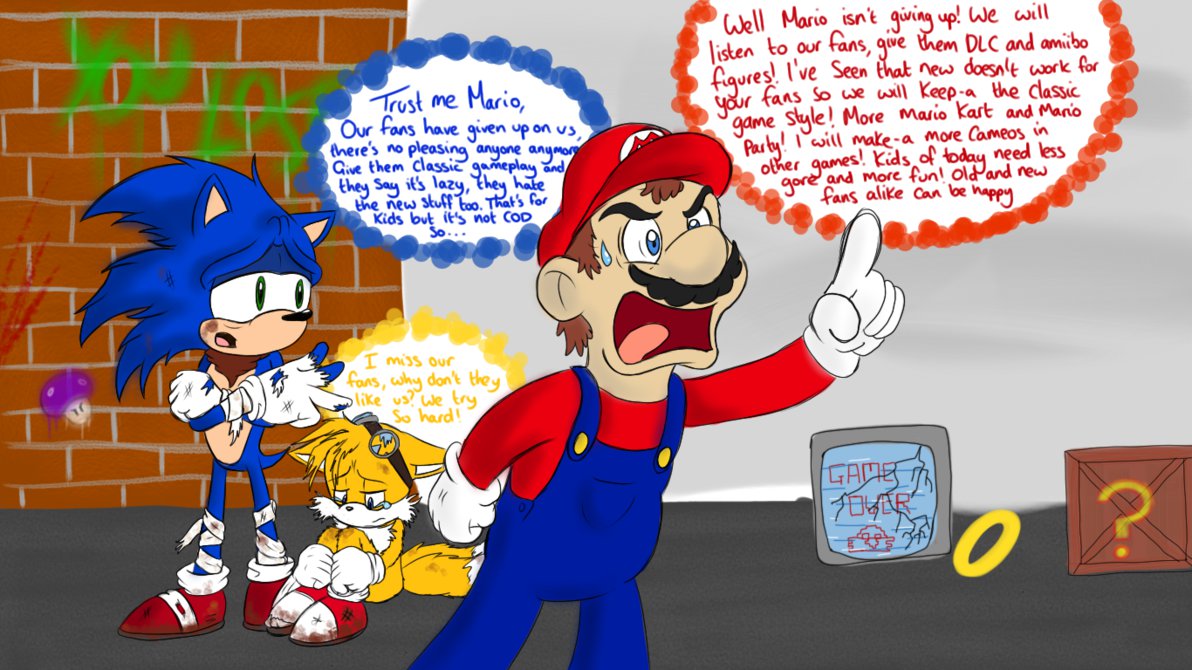 YOU
LOST
Trust me Mario,
Our fans have given up on us,
there's no pleasing anyone anymore
Give them Classic gameplay and
they say it's lazy, they hate
the new stuff too. That's for
Kids but it's not COD
So...
Well Mario isn't giving up! We will
listen to our fans, give them DLC and amiibo
figures! I've Seen that new doesn't work for
your fans so we will Keep-a the Classic
game style! More Mario Kart and Mario
Party! I will make-a more Cameos in
other games! Kids of today need less
gore and more fun! Old and new
fans alike can be happy
I miss our
fans, why don't they
like us? We try
So hard!
M
GAME
OVER
?